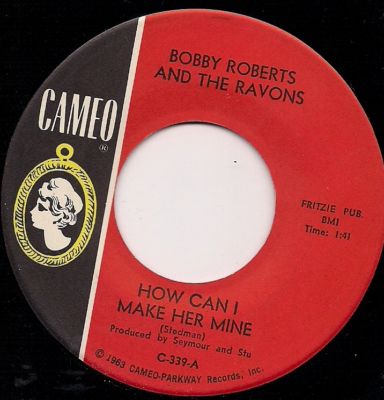 BOBBY ROBERTS
AND THE RAVONS
CAMEO
®
FRITZIE PUB.
BMI
Time: 1:41
HOW CAN I
MAKE HER MINE
(Stedman)
Produced by Seymour and Stu
C-339-A
© 1963 CAMEO-PARKWAY Records, Inc.